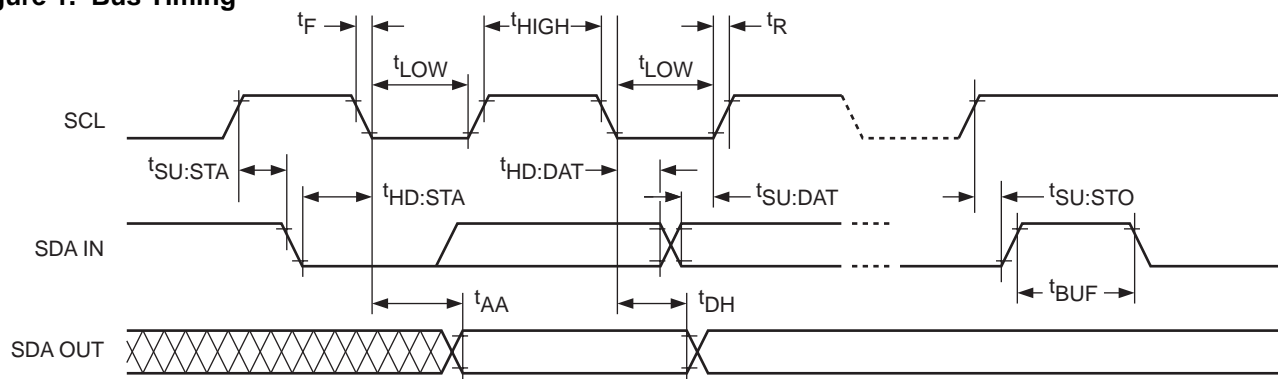 Figure 1. Bus Timing
tF
tHIGH
tR
tLOW
tLOW
SCL
tSU:STA
tHD:STA
tHD:DAT
tSU:DAT
tSU:STO
SDA IN
tBUF
tAA
tDH
SDA OUT